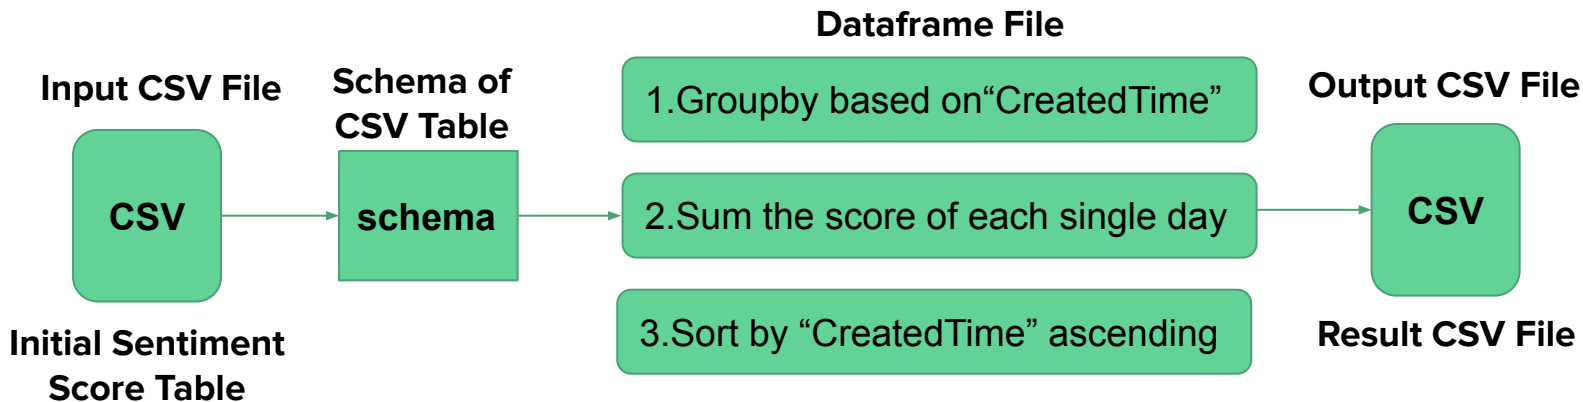 Input CSV File
CSV
Initial Sentiment
Score Table
Schema of
CSV Table
schema
Dataframe File
1.Groupby based on“CreatedTime”
2.Sum the score of each single day
3.Sort by “CreatedTime” ascending
Output CSV File
CSV
Result CSV File